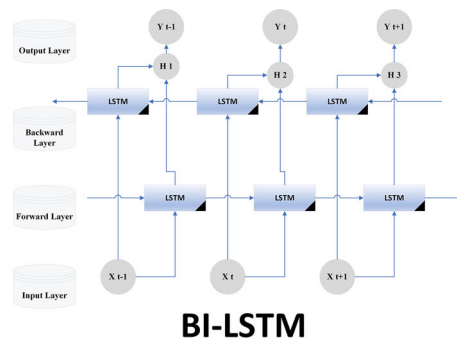 Output Layer
Y t-1
Y t
Y t+1
H 1
H 2
H 3
Backward
Layer
LSTM
LSTM
LSTM
Forward Layer
LSTM
LSTM
LSTM
Input Layer
X t-1
X t
X t+1
BI-LSTM